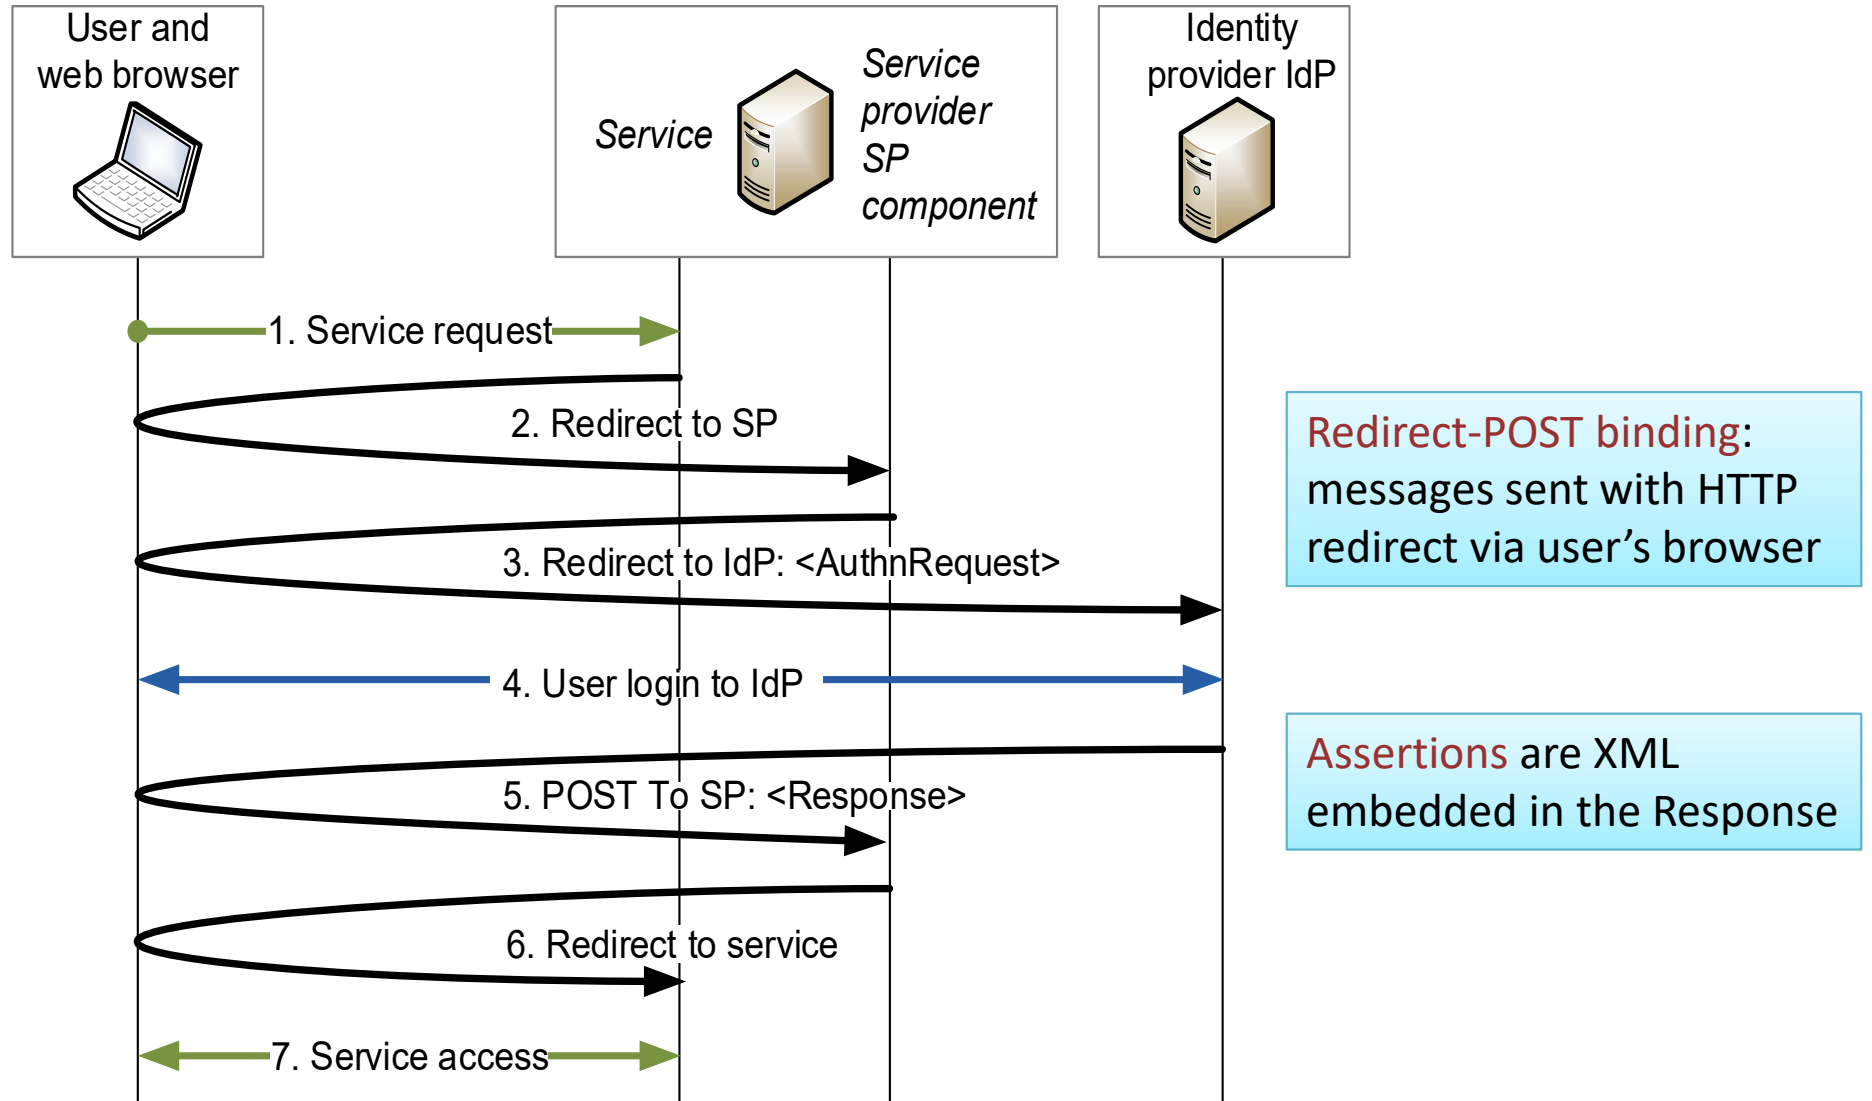 User and
web browser
Service
Service
provider
SP
component
Identity
provider IdP
1. Service request
2. Redirect to SP
3. Redirect to IdP: <AuthnRequest>
4. User login to IdP
5. POST To SP: <Response>
6. Redirect to service
7. Service access
Redirect-POST binding:
messages sent with HTTP
redirect via user’s browser
Assertions are XML
embedded in the Response